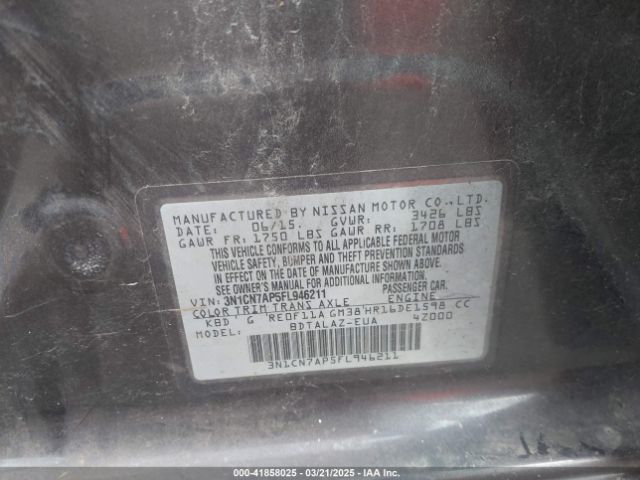 MANUFACTURED BY NISSAN MOTOR CO.,LTD.
DATE: 06/15. GVWR: 3426 LBS
GAWR FR: 1750 LBS GAWR RR: 1708 LBS
THIS VEHICLE CONFORMS TO ALL APPLICABLE FEDERAL MOTOR
VEHICLE SAFETY, BUMPER AND THEFT PREVENTION STANDARDS
IN EFFECT ON THE DATE OF MANUFACTURE SHOWN ABOVE.
SEE OWNER'S MANUAL FOR ADDITIONAL INFORMATION.
VIN: 3N1CN7AP5FL946211 PASSENGER CAR.
COLOR TRIM TRANS AXLE ENGINE
KBD G RE0F11A GM38 HR16DE1598 CC
MODEL: BDTALAZ-EUA 4Z000
3N1CN7AP5FL946211
000-41858025 - 03/21/2025 - IAA Inc.